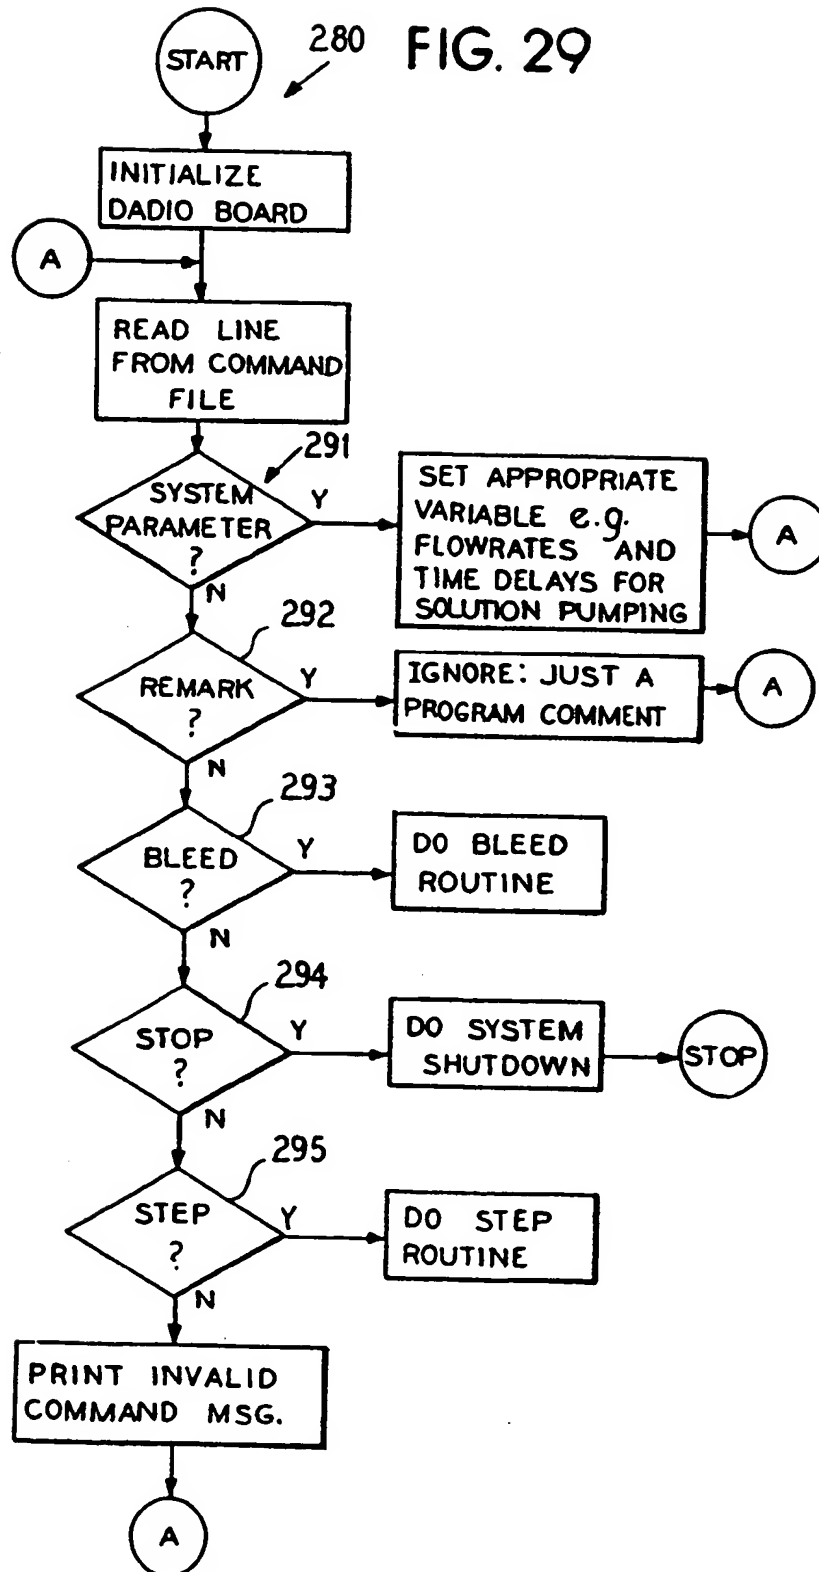 280 FIG. 29
START
INITIALIZE
DADIO BOARD
A
READ LINE
FROM COMMAND
FILE
291
SYSTEM
PARAMETER
?
Y
SET APPROPRIATE
VARIABLE e.g.
FLOWRATES AND
TIME DELAYS FOR
SOLUTION PUMPING
A
N
292
REMARK
?
Y
IGNORE: JUST A
PROGRAM COMMENT
A
N
293
BLEED
?
Y
DO BLEED
ROUTINE
N
294
STOP
?
Y
DO SYSTEM
SHUTDOWN
STOP
N
295
STEP
?
Y
DO STEP
ROUTINE
N
PRINT INVALID
COMMAND MSG.
A